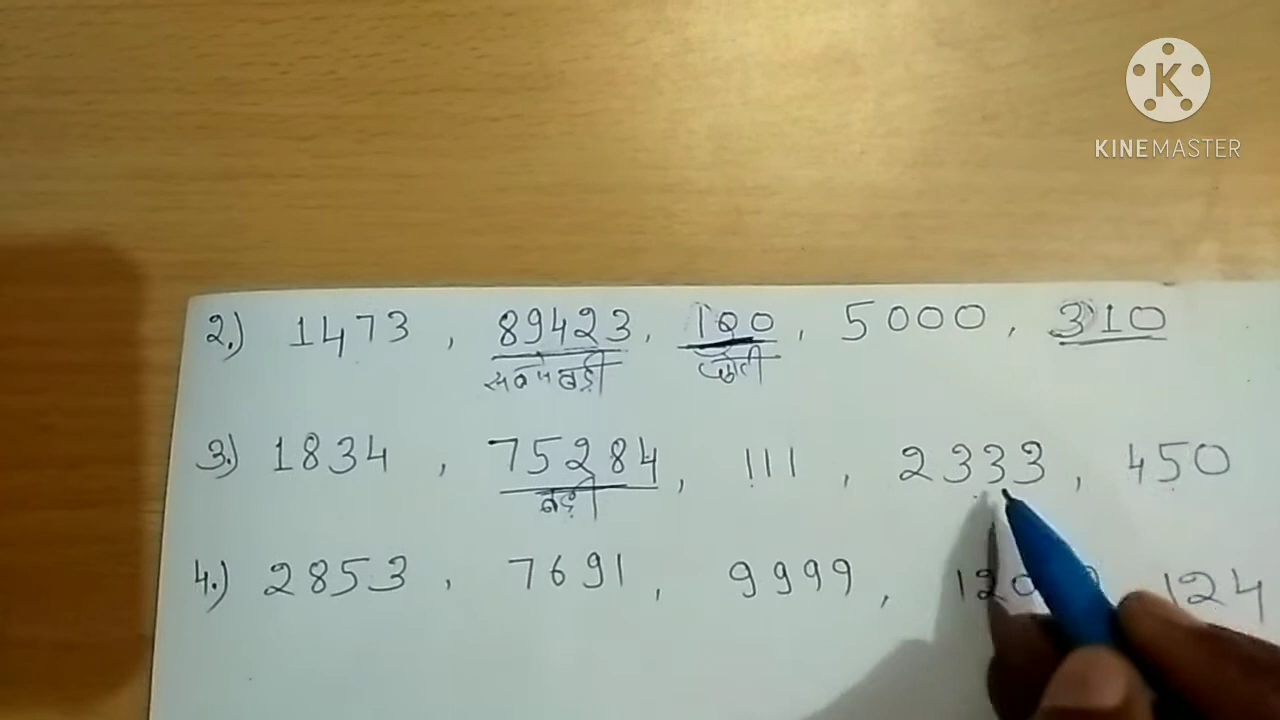 K
KINEMASTER
2.) 1473 , 89423 , 100 , 5000 , 310
सबसे बड़ी छोटी
3.) 1834 , 75284 , 111 , 2333 , 450
बड़ी
4.) 2853 , 7691 , 9999 , 124